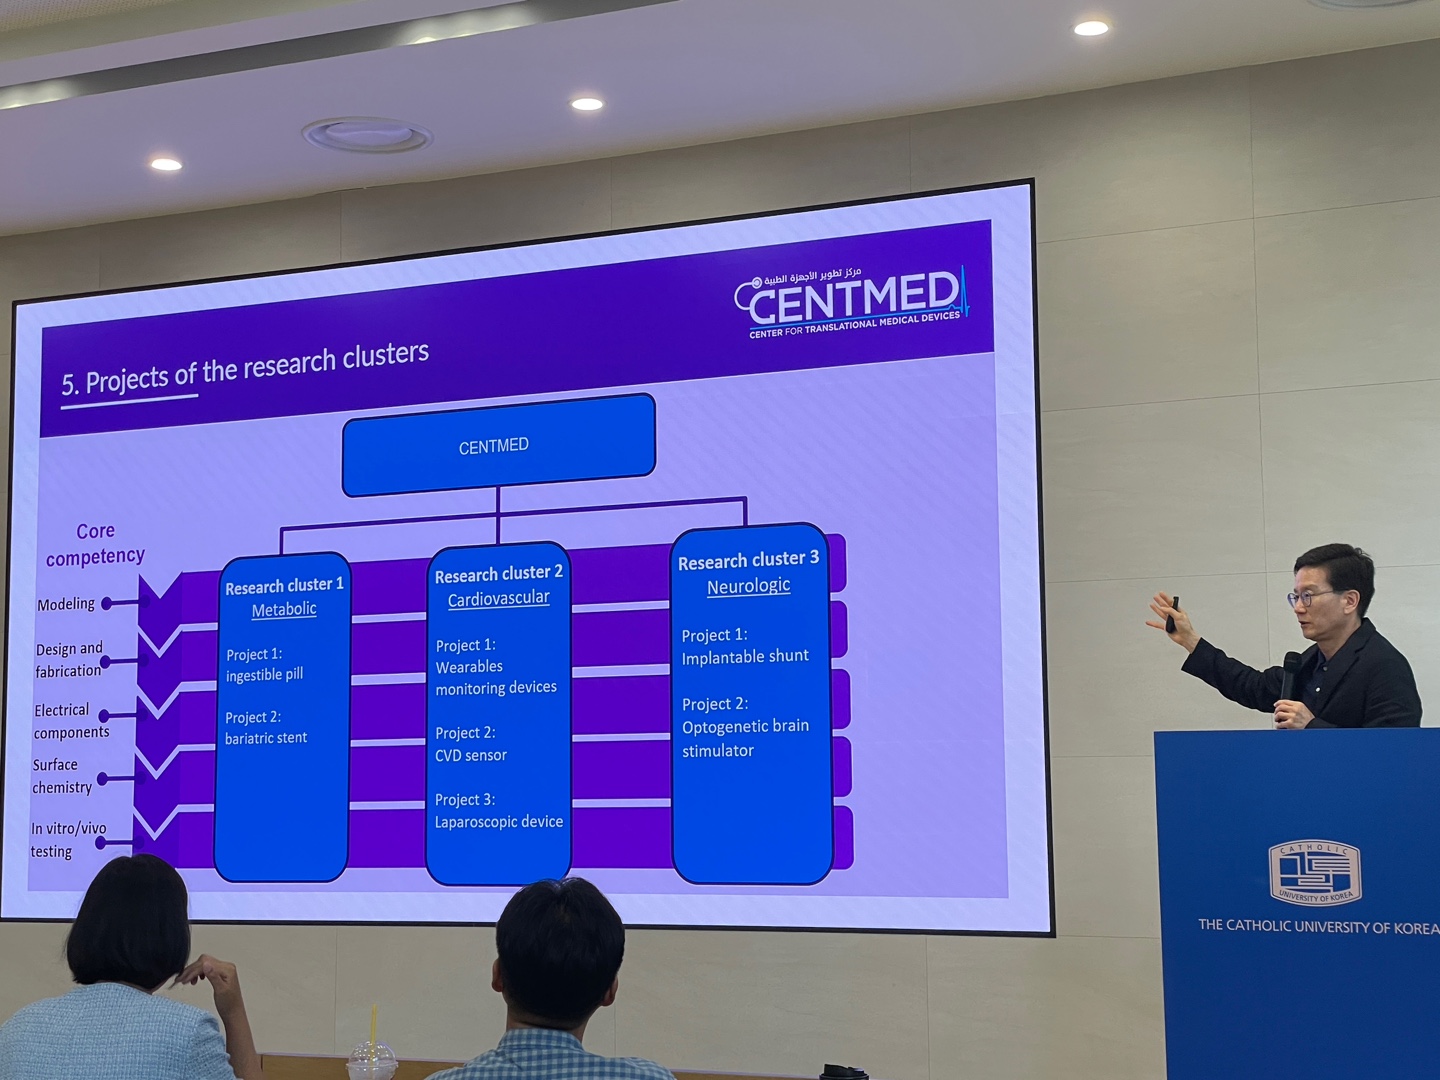 مركز تطوير الأجهزة الطبية
CENTMED
CENTER FOR TRANSLATIONAL MEDICAL DEVICES
5. Projects of the research clusters
CENTMED
Core
competency
Modeling
Design and
fabrication
Electrical
components
Surface
chemistry
In vitro/vivo
testing
Research cluster 1
Metabolic
Project 1:
ingestible pill
Project 2:
bariatric stent
Research cluster 2
Cardiovascular
Project 1:
Wearables
monitoring devices
Project 2:
CVD sensor
Project 3:
Laparoscopic device
Research cluster 3
Neurologic
Project 1:
Implantable shunt
Project 2:
Optogenetic brain
stimulator
CATHOLIC
UNIVERSITY OF KOREA
THE CATHOLIC UNIVERSITY OF KOREA